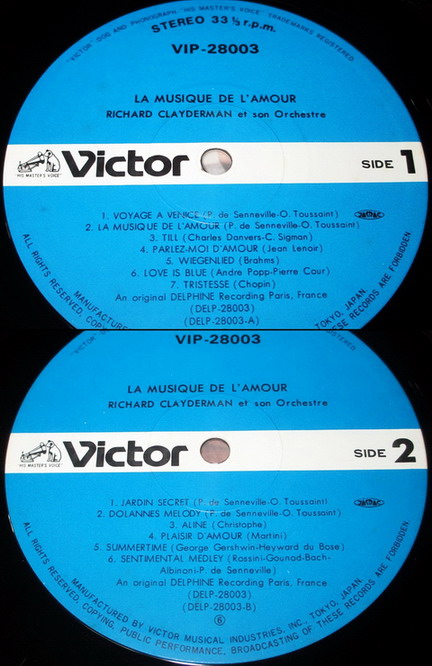 "VICTOR" DOG AND PHONOGRAPH "HIS MASTER'S VOICE" TRADEMARKS REGISTERED
STEREO 33 ⅓ r.p.m.
VIP-28003
LA MUSIQUE DE L'AMOUR
RICHARD CLAYDERMAN et son Orchestre
"HIS MASTER'S VOICE"
Victor
SIDE 1
1. VOYAGE A VENICE (P. de Senneville-O. Toussaint)
2. LA MUSIQUE DE L'AMOUR (P. de Senneville-O. Toussaint)
3. TILL (Charles Danvers-C. Sigman)
4. PARLEZ-MOI D'AMOUR (Jean Lenoir)
5. WIEGENLIED (Brahms)
6. LOVE IS BLUE (Andre Popp-Pierre Cour)
7. TRISTESSE (Chopin)
An original DELPHINE Recording Paris, France
(DELP-28003)
(DELP-28003-A)
ALL RIGHTS RESERVED, COPYING,
MANUFACTURE
TOKYO, JAPAN.
THESE RECORDS ARE FORBIDDEN.
"VICTOR"
REGISTERED
VIP-28003
LA MUSIQUE DE L'AMOUR
RICHARD CLAYDERMAN et son Orchestre
"HIS MASTER'S VOICE"
Victor
SIDE 2
1. JARDIN SECRET (P. de Senneville-O. Toussaint)
2. DOLANNES MELODY (P. de Senneville-O. Toussaint)
3. ALINE (Christophe)
4. PLAISIR D'AMOUR (Martini)
5. SUMMERTIME (George Gershwin-Heyward du Bose)
6. SENTIMENTAL MEDLEY (Rossini-Gounad-Bach-
Albinoni-P. de Senneville)
An original DELPHINE Recording Paris, France
(DELP-28003)
(DELP-28003-B)
6
MANUFACTURED BY VICTOR MUSICAL INDUSTRIES, INC., TOKYO, JAPAN.
ALL RIGHTS RESERVED, COPYING, PUBLIC PERFORMANCE, BROADCASTING OF THESE RECORDS ARE FORBIDDEN.